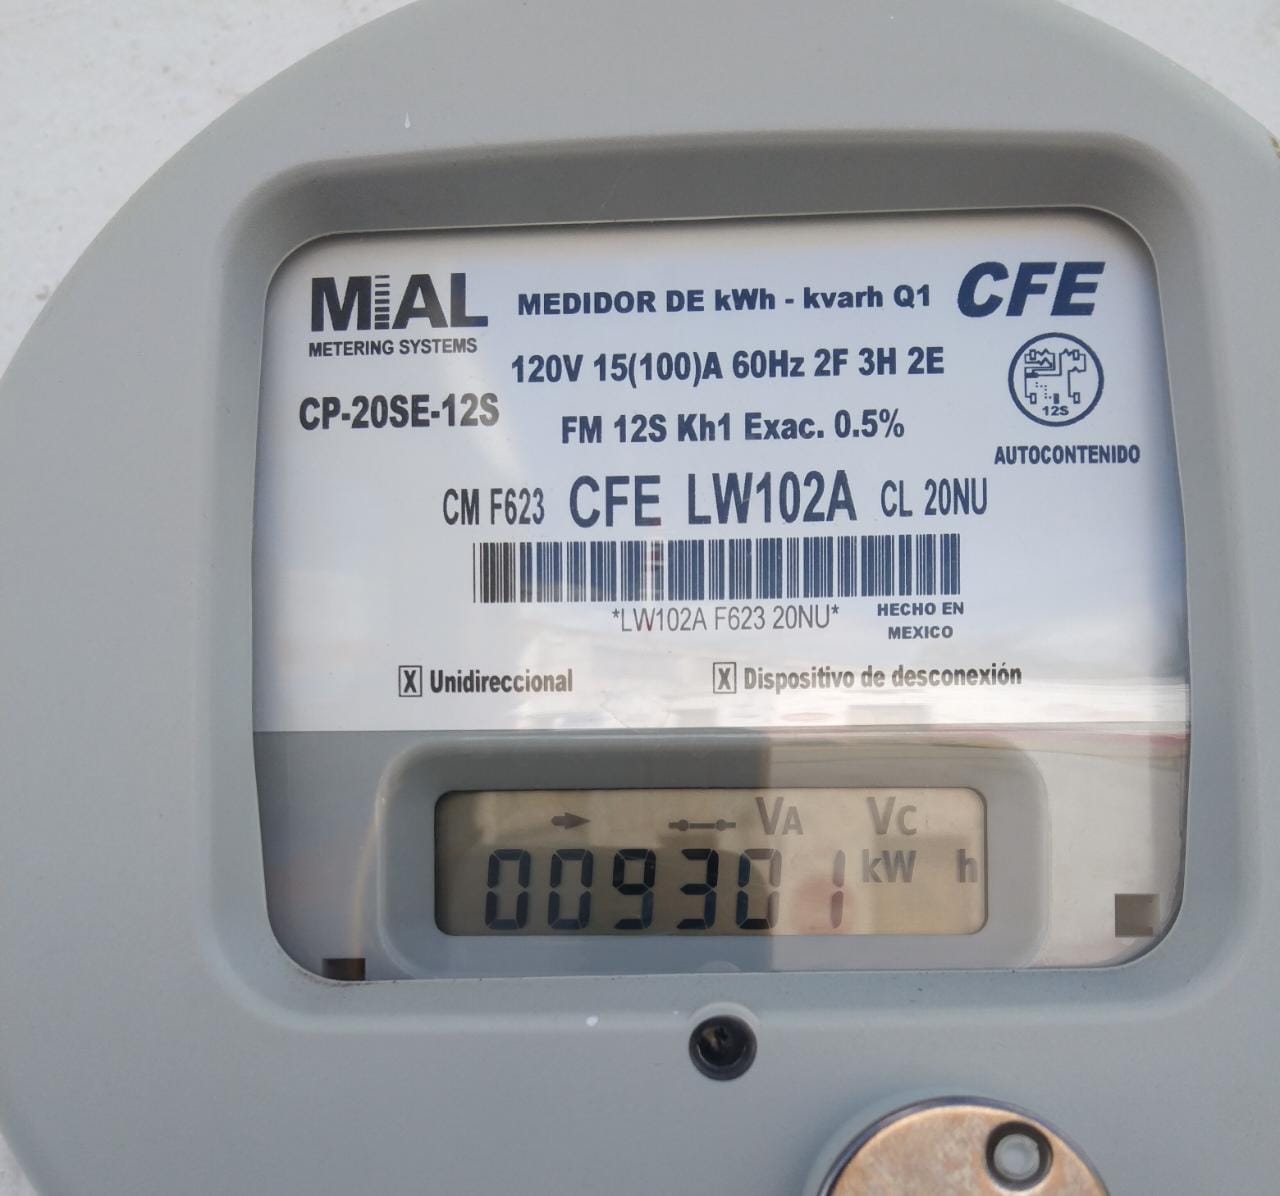 MIAL
METERING SYSTEMS
MEDIDOR DE kWh - kvarh Q1
CFE
120V 15(100)A 60Hz 2F 3H 2E
CP-20SE-12S
FM 12S Kh1 Exac. 0.5%
12S
AUTOCONTENIDO
CM F623 CFE LW102A CL 20NU
*LW102A F623 20NU*
HECHO EN
MEXICO
X Unidireccional
X Dispositivo de desconexión
VA VC
009301 kW h